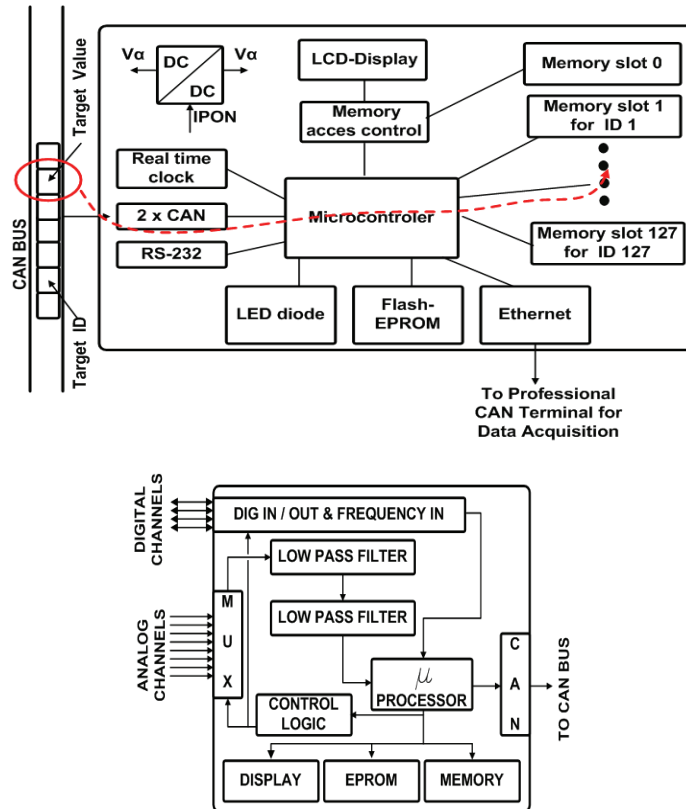 CAN BUS
Target Value
Target ID
Vα
DC
DC
Vα
IPON
LCD-Display
Memory slot 0
Memory
acces control
Memory slot 1
for ID 1
Real time
clock
2 x CAN
Microcontroler
RS-232
Memory slot 127
for ID 127
LED diode
Flash-
EPROM
Ethernet
To Professional
CAN Terminal for
Data Acquisition
DIGITAL
CHANNELS
DIG IN / OUT & FREQUENCY IN
LOW PASS FILTER
LOW PASS FILTER
ANALOG
CHANNELS
M
U
X
μ
PROCESSOR
C
A
N
TO CAN BUS
CONTROL
LOGIC
DISPLAY
EPROM
MEMORY